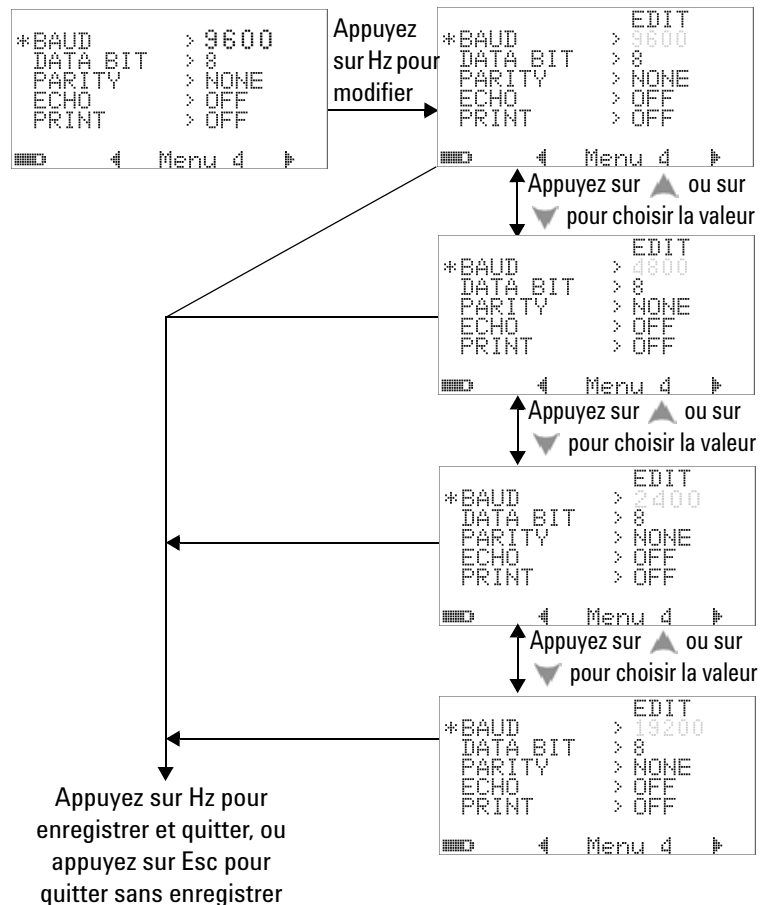 *BAUD > 9600
DATA BIT > 8
PARITY > NONE
ECHO > OFF
PRINT > OFF
Menu 4
Appuyez
sur Hz pour
modifier
EDIT
*BAUD > 9600
DATA BIT > 8
PARITY > NONE
ECHO > OFF
PRINT > OFF
Menu 4
Appuyez sur ou sur
pour choisir la valeur
EDIT
*BAUD > 4800
DATA BIT > 8
PARITY > NONE
ECHO > OFF
PRINT > OFF
Menu 4
Appuyez sur ou sur
pour choisir la valeur
EDIT
*BAUD > 2400
DATA BIT > 8
PARITY > NONE
ECHO > OFF
PRINT > OFF
Menu 4
Appuyez sur ou sur
pour choisir la valeur
EDIT
*BAUD > 19200
DATA BIT > 8
PARITY > NONE
ECHO > OFF
PRINT > OFF
Menu 4
Appuyez sur Hz pour
enregistrer et quitter, ou
appuyez sur Esc pour
quitter sans enregistrer